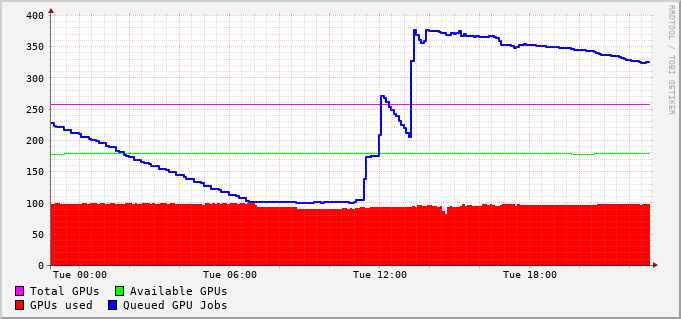 400
350
300
250
200
150
100
50
0
Tue 00:00 Tue 06:00 Tue 12:00 Tue 18:00
Total GPUs Available GPUs
GPUs used Queued GPU Jobs
RRDTOOL / TOBI OETIKER